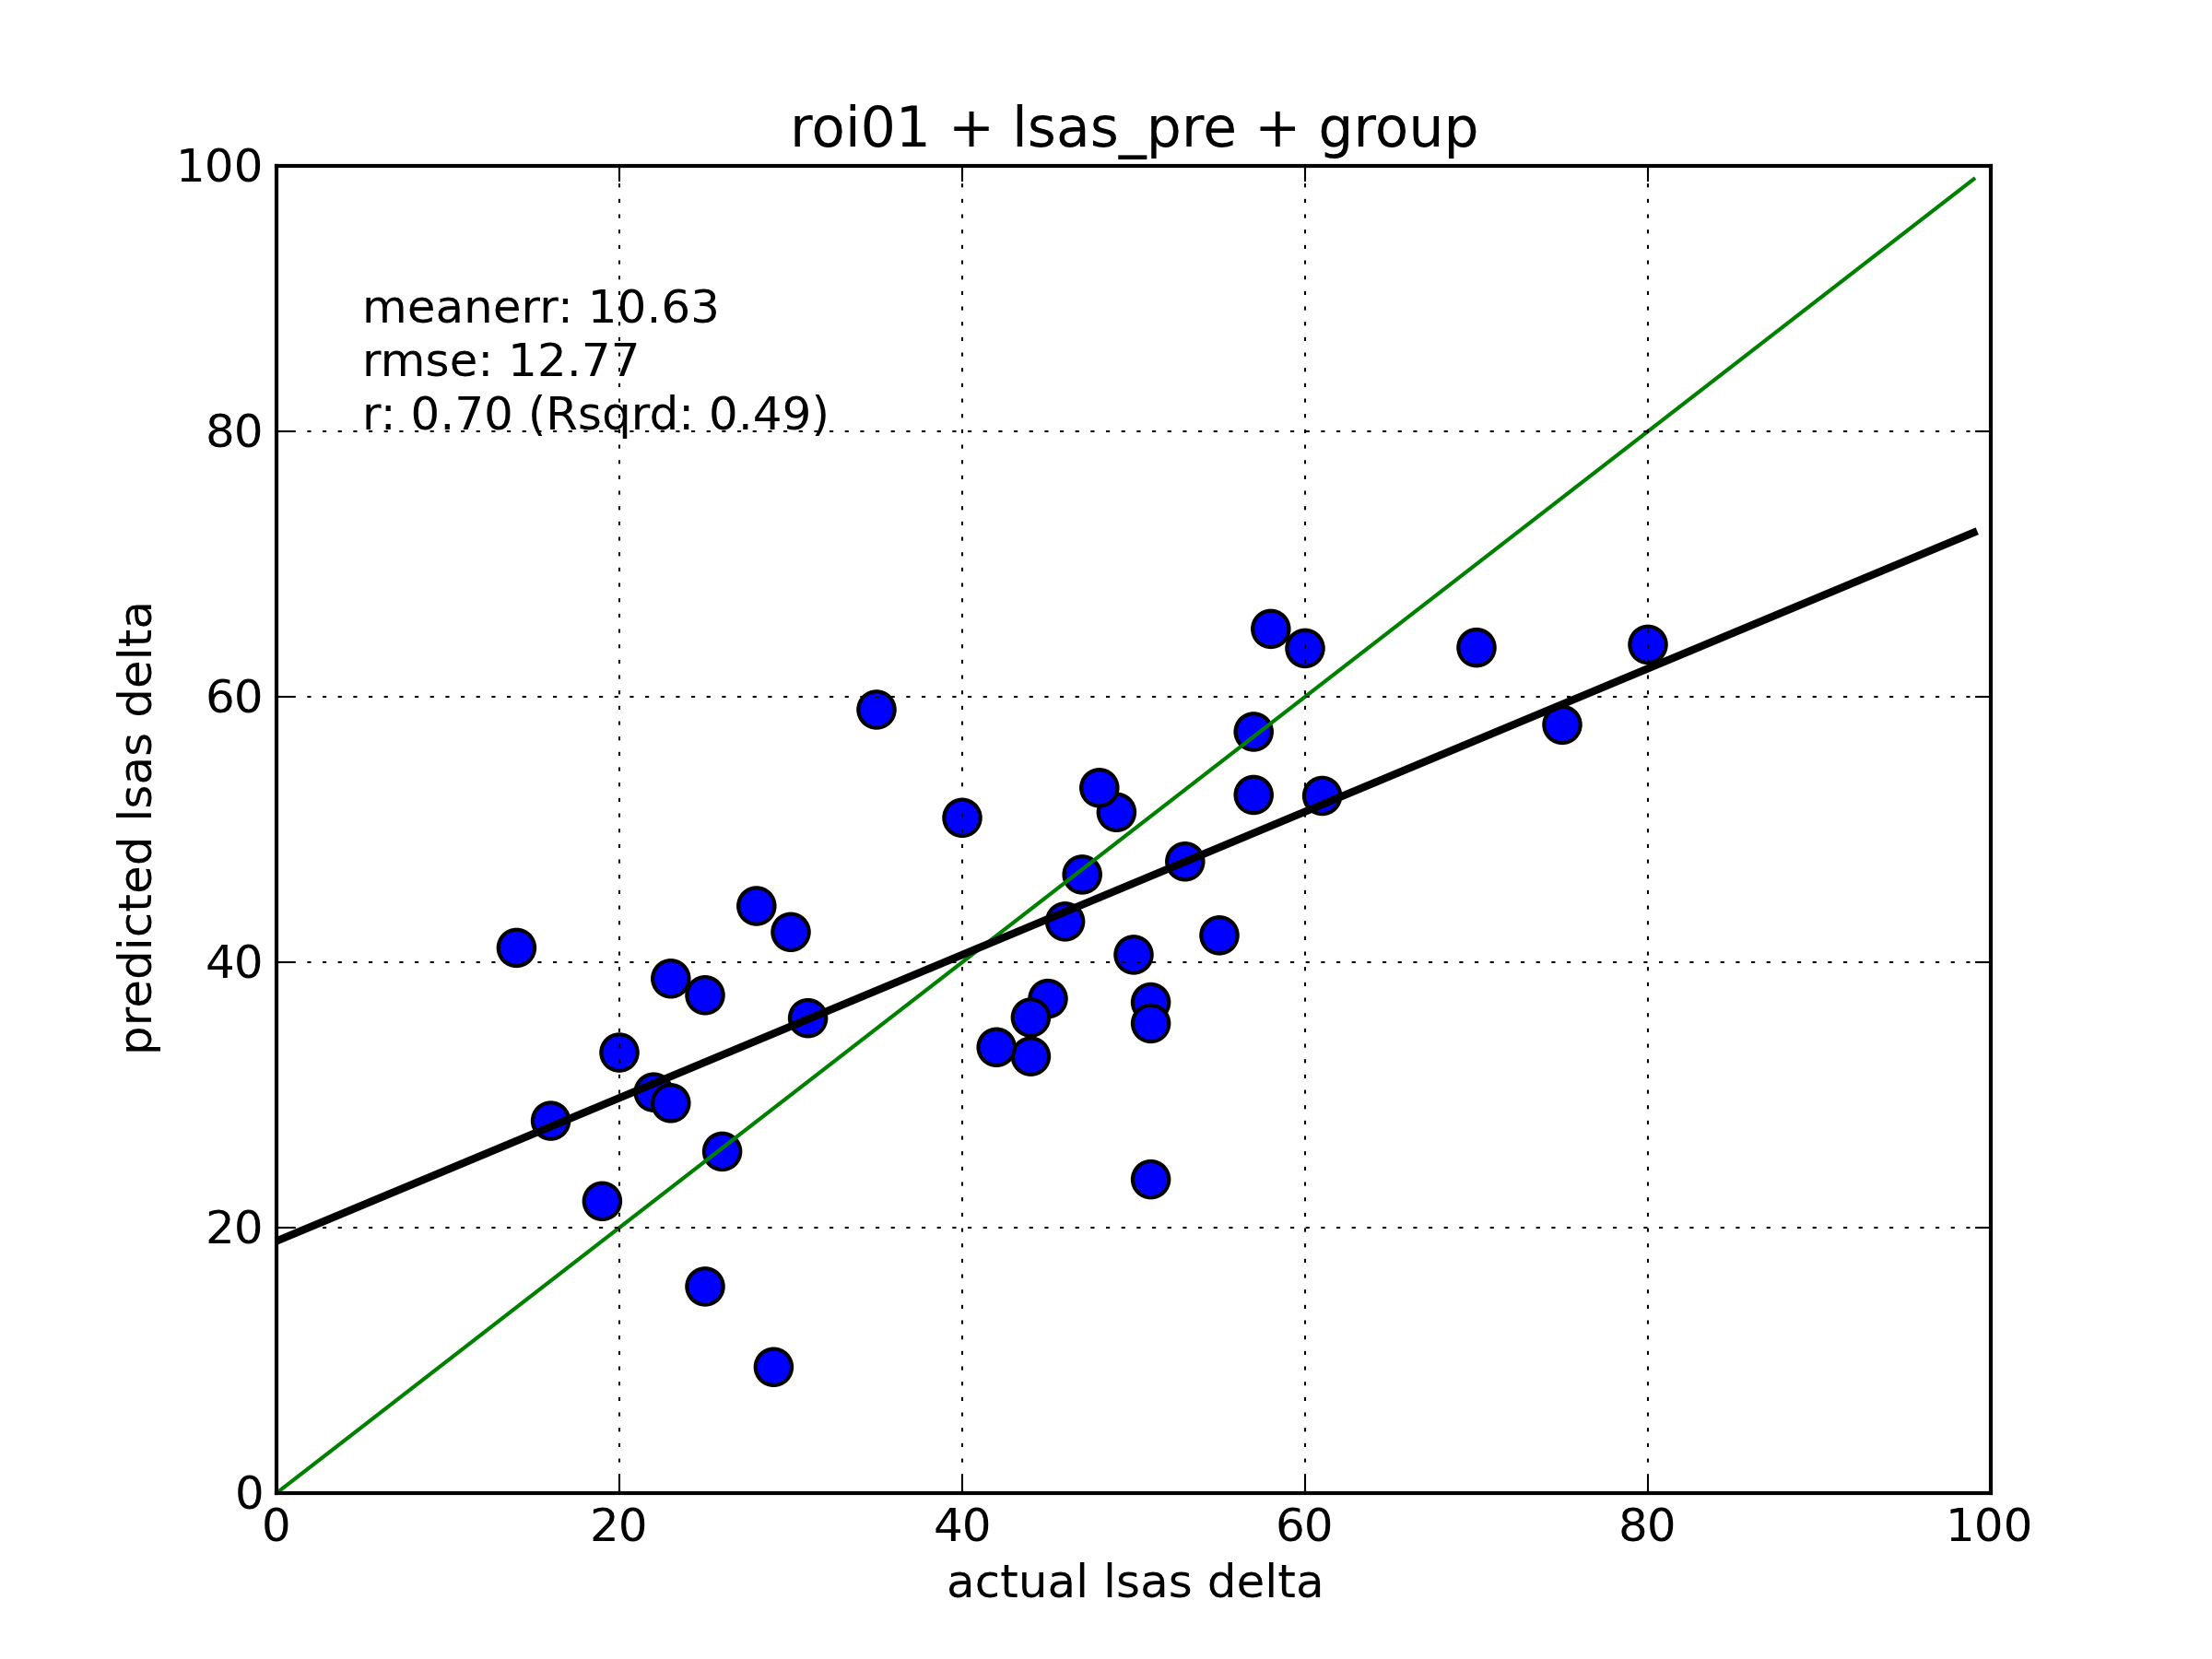 roi01 + lsas_pre + group
100
80
60
40
20
0
predicted lsas delta
meanerr: 10.63
rmse: 12.77
r: 0.70 (Rsqrd: 0.49)
0 20 40 60 80 100
actual lsas delta